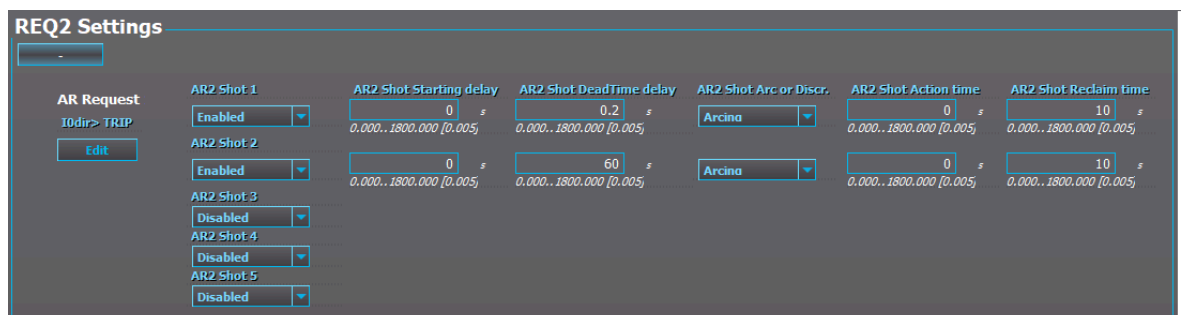 REQ2 Settings
-
AR Request
I0dir> TRIP
Edit
AR2 Shot 1 AR2 Shot Starting delay AR2 Shot DeadTime delay AR2 Shot Arc or Discr. AR2 Shot Action time AR2 Shot Reclaim time
Enabled 0 s 0.2 s Arcing 0 s 10 s
0.000..1800.000 [0.005] 0.000..1800.000 [0.005] 0.000..1800.000 [0.005] 0.000..1800.000 [0.005]
AR2 Shot 2
Enabled 0 s 60 s Arcing 0 s 10 s
0.000..1800.000 [0.005] 0.000..1800.000 [0.005] 0.000..1800.000 [0.005] 0.000..1800.000 [0.005]
AR2 Shot 3
Disabled
AR2 Shot 4
Disabled
AR2 Shot 5
Disabled